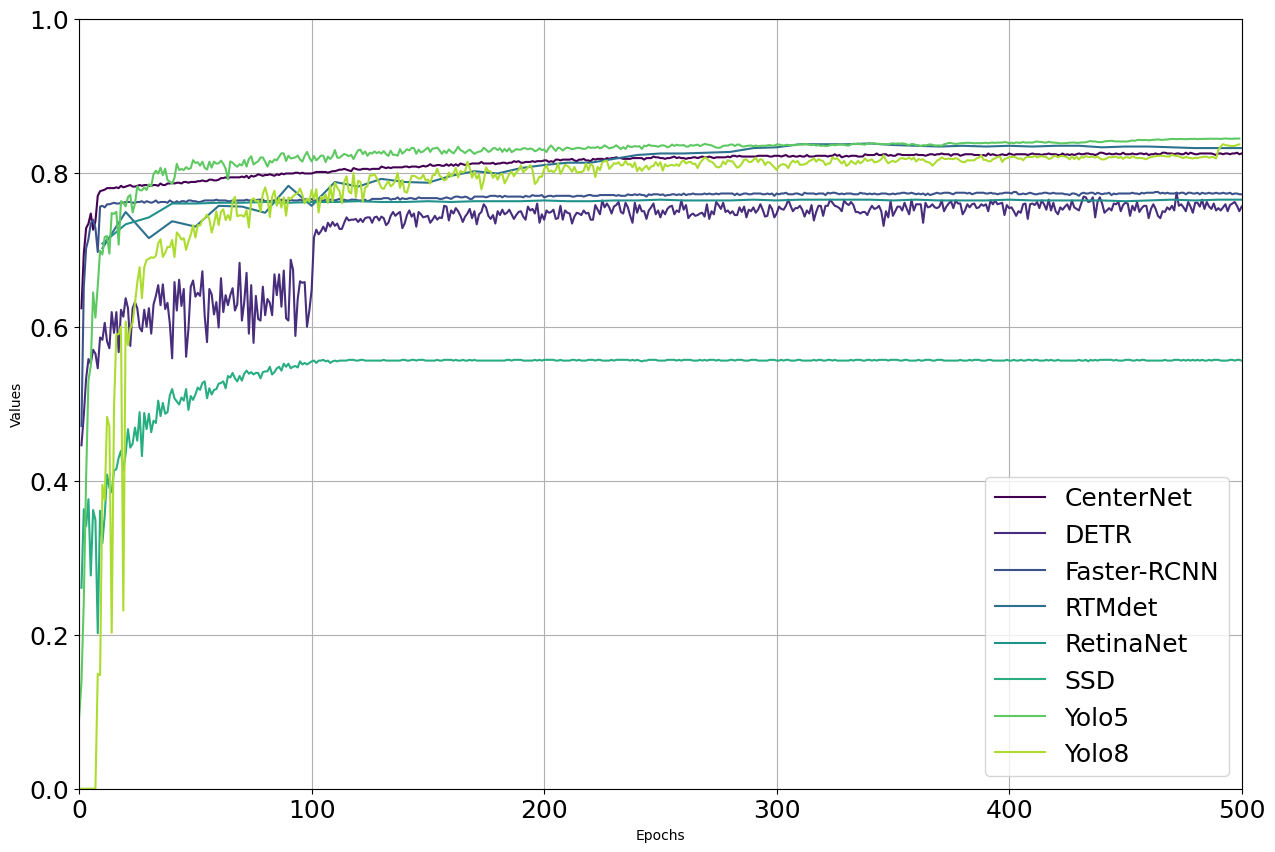 1.0
0.8
0.6
0.4
0.2
0.0
Values
0 100 200 300 400 500
Epochs
CenterNet
DETR
Faster-RCNN
RTMdet
RetinaNet
SSD
Yolo5
Yolo8